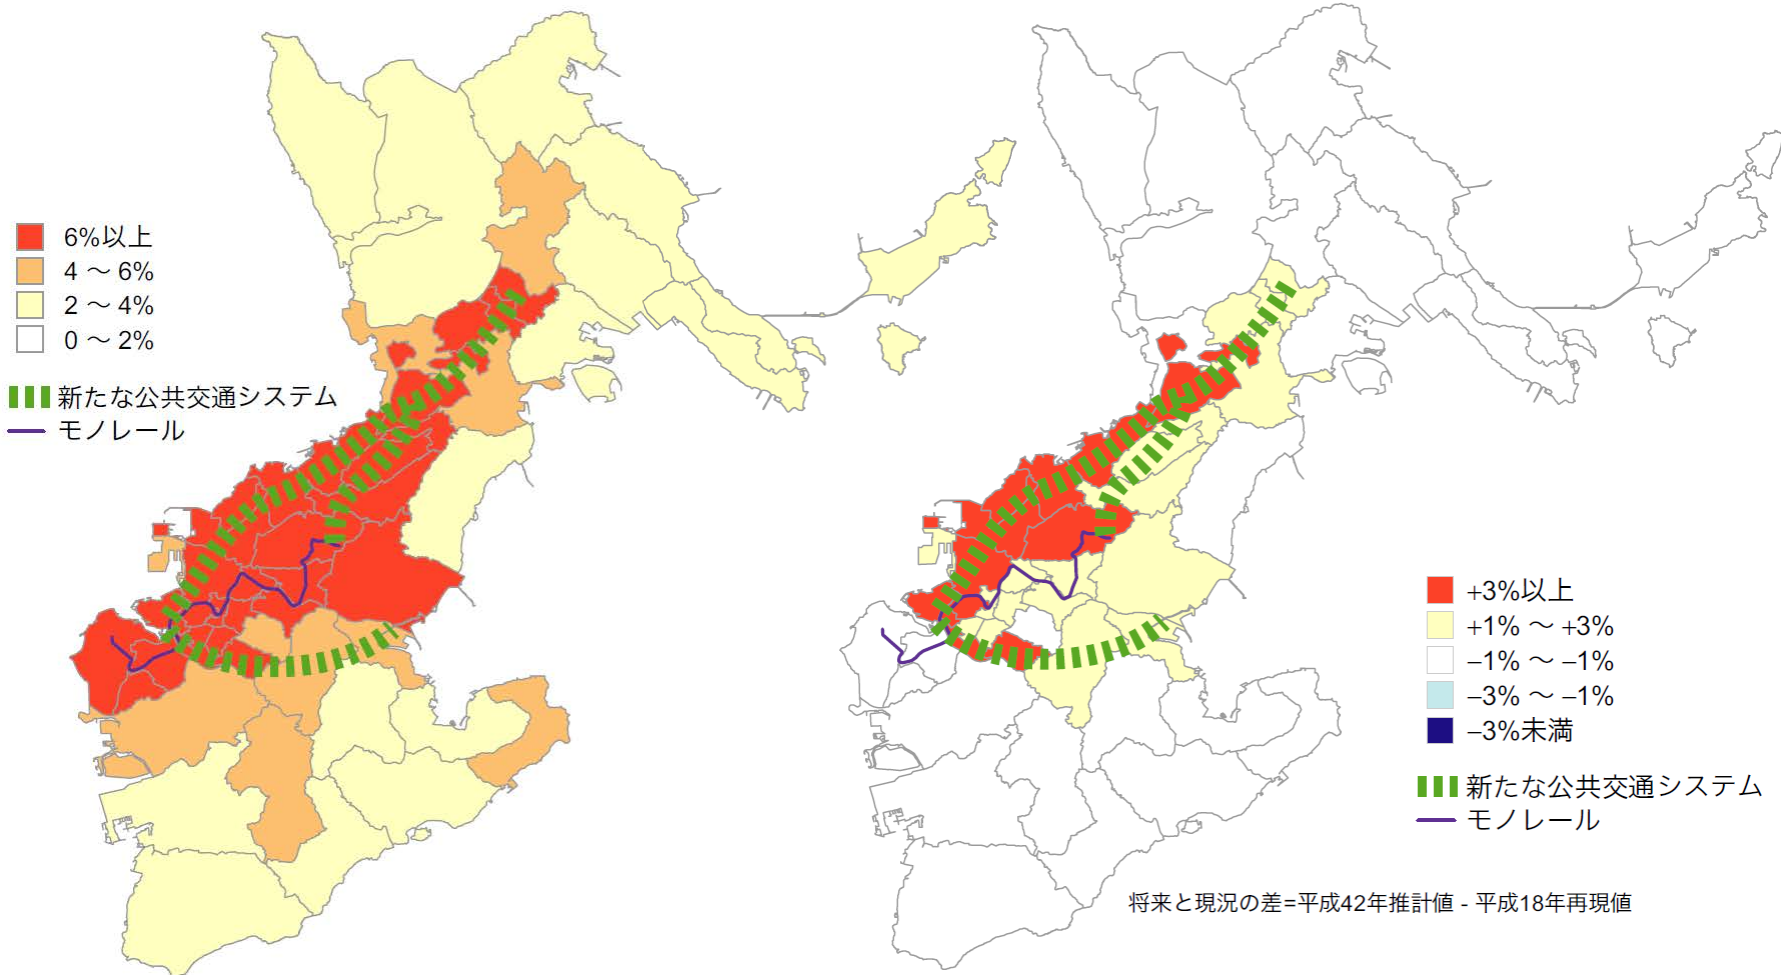 6%以上
4 ～ 6%
2 ～ 4%
0 ～ 2%
新たな公共交通システム
モノレール
+3%以上
+1% ～ +3%
–1% ～ –1%
–3% ～ –1%
–3%未満
新たな公共交通システム
モノレール
将来と現況の差=平成42年推計値 - 平成18年再現値